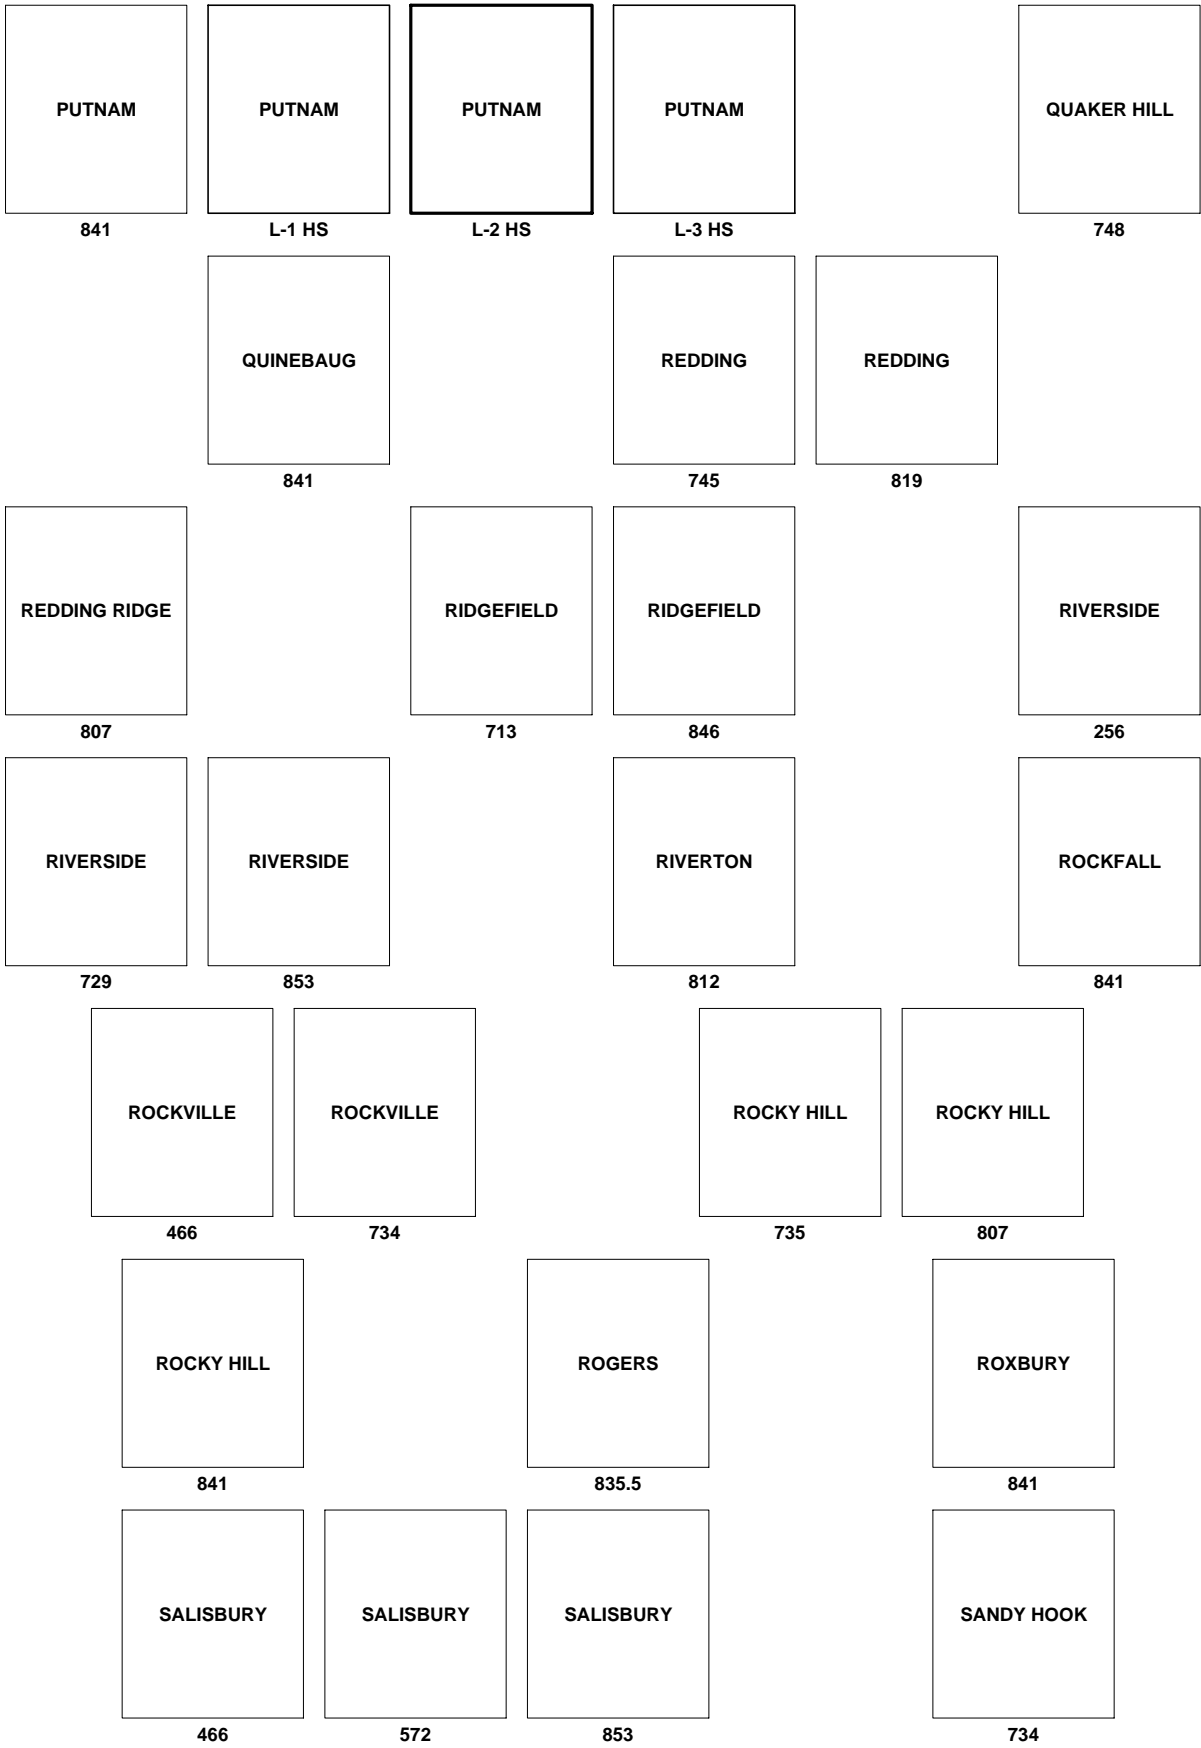 PUTNAM PUTNAM PUTNAM PUTNAM QUAKER HILL
841 L-1 HS L-2 HS L-3 HS 748
QUINEBAUG REDDING REDDING
841 745 819
REDDING RIDGE RIDGEFIELD RIDGEFIELD RIVERSIDE
807 713 846 256
RIVERSIDE RIVERSIDE RIVERTON ROCKFALL
729 853 812 841
ROCKVILLE ROCKVILLE ROCKY HILL ROCKY HILL
466 734 735 807
ROCKY HILL ROGERS ROXBURY
841 835.5 841
SALISBURY SALISBURY SALISBURY SANDY HOOK
466 572 853 734